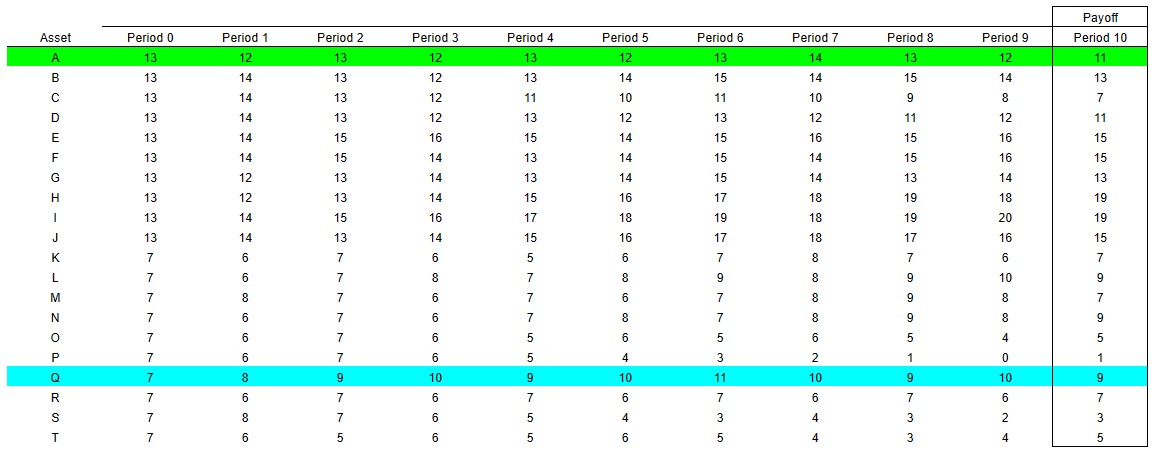 Payoff
Asset Period 0 Period 1 Period 2 Period 3 Period 4 Period 5 Period 6 Period 7 Period 8 Period 9 Period 10
A 13 12 13 12 13 12 13 14 13 12 11
B 13 14 13 12 13 14 15 14 15 14 13
C 13 14 13 12 11 10 11 10 9 8 7
D 13 14 13 12 13 12 13 12 11 12 11
E 13 14 15 16 15 14 15 16 15 16 15
F 13 14 15 14 13 14 15 14 15 16 15
G 13 12 13 14 13 14 15 14 13 14 13
H 13 12 13 14 15 16 17 18 19 18 19
I 13 14 15 16 17 18 19 18 19 20 19
J 13 14 13 14 15 16 17 18 17 16 15
K 7 6 7 6 5 6 7 8 7 6 7
L 7 6 7 8 7 8 9 8 9 10 9
M 7 8 7 6 7 6 7 8 9 8 7
N 7 6 7 6 7 8 7 8 9 8 9
O 7 6 7 6 5 6 5 6 5 4 5
P 7 6 7 6 5 4 3 2 1 0 1
Q 7 8 9 10 9 10 11 10 9 10 9
R 7 6 7 6 7 6 7 6 7 6 7
S 7 8 7 6 5 4 3 4 3 2 3
T 7 6 5 6 5 6 5 4 3 4 5